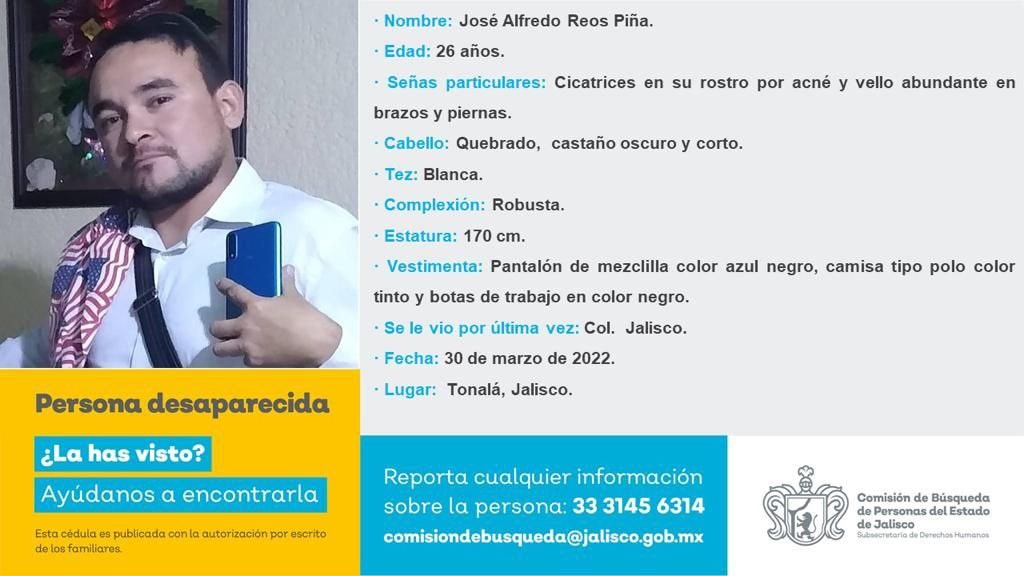 · Nombre: José Alfredo Reos Piña.
· Edad: 26 años.
· Señas particulares: Cicatrices en su rostro por acné y vello abundante en
brazos y piernas.
· Cabello: Quebrado, castaño oscuro y corto.
· Tez: Blanca.
· Complexión: Robusta.
· Estatura: 170 cm.
· Vestimenta: Pantalón de mezclilla color azul negro, camisa tipo polo color
tinto y botas de trabajo en color negro.
· Se le vio por última vez: Col. Jalisco.
· Fecha: 30 de marzo de 2022.
· Lugar: Tonalá, Jalisco.
Persona desaparecida
¿La has visto?
Ayúdanos a encontrarla
Esta cédula es publicada con la autorización por escrito
de los familiares.
Reporta cualquier información
sobre la persona: 33 3145 6314
comisiondebusqueda@jalisco.gob.mx
Comisión de Búsqueda
de Personas del Estado
de Jalisco
Subsecretaría de Derechos Humanos